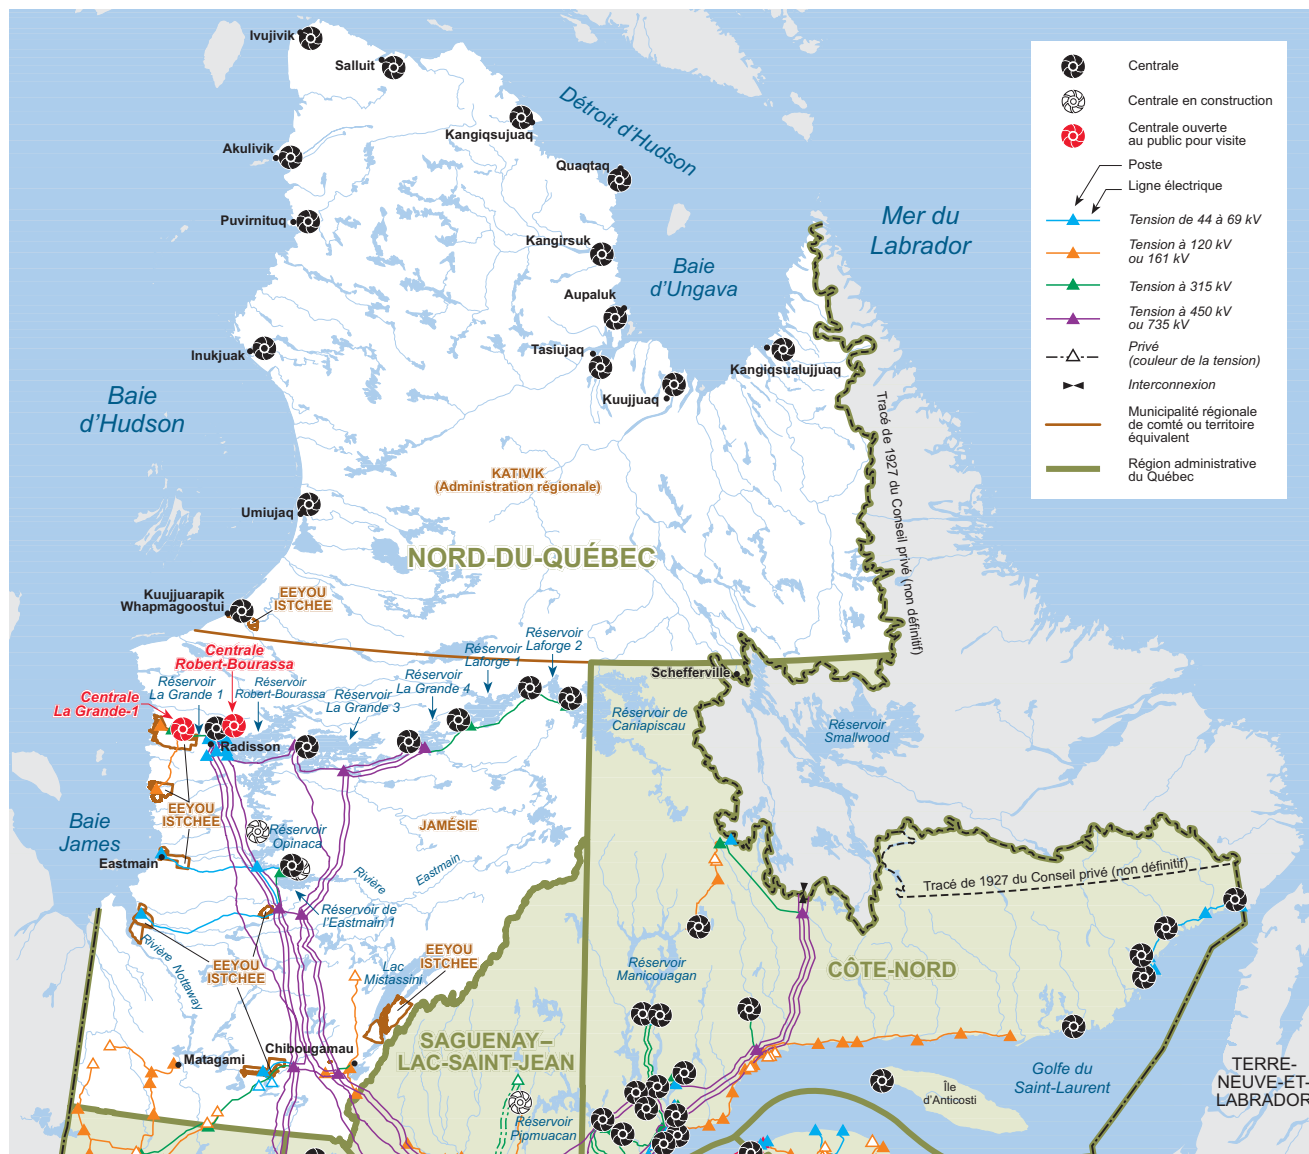 Ivujivik
Salluit
Kangiqsujuaq
Détroit d'Hudson
Akulivik
Quaqtaq
Puvirnituq
Kangirsuk
Mer du
Labrador
Baie
d'Ungava
Aupaluk
Inukjuak
Tasiujaq
Kangiqsualujjuaq
Kuujjuaq
Baie
d'Hudson
Tracé de 1927 du Conseil privé (non définitif)
KATIVIK
(Administration régionale)
Umiujaq
NORD-DU-QUÉBEC
Kuujjuarapik
Whapmagoostui
EEYOU
ISTCHEE
Centrale
Robert-Bourassa
Réservoir
Laforge 1
Réservoir
Laforge 2
Schefferville
Centrale
La Grande-1
Réservoir
La Grande 1
Réservoir
Robert-Bourassa
Réservoir
La Grande 3
Réservoir
La Grande 4
Réservoir de
Caniapiscau
Réservoir
Smallwood
Radisson
EEYOU
ISTCHEE
Baie
James
Réservoir
Opinaca
JAMÉSIE
Eastmain
Rivière
Eastmain
Réservoir de
l'Eastmain 1
Tracé de 1927 du Conseil privé (non définitif)
Rivière Nottaway
EEYOU
ISTCHEE
Lac
Mistassini
EEYOU
ISTCHEE
Réservoir
Manicouagan
CÔTE-NORD
SAGUENAY–
LAC-SAINT-JEAN
Matagami
Chibougamau
Réservoir
Pipmuacan
Golfe du
Saint-Laurent
Île
d'Anticosti
TERRE-
NEUVE-ET-
LABRADOR
Centrale
Centrale en construction
Centrale ouverte
au public pour visite
Poste
Ligne électrique
Tension de 44 à 69 kV
Tension à 120 kV
ou 161 kV
Tension à 315 kV
Tension à 450 kV
ou 735 kV
Privé
(couleur de la tension)
Interconnexion
Municipalité régionale
de comté ou territoire
équivalent
Région administrative
du Québec